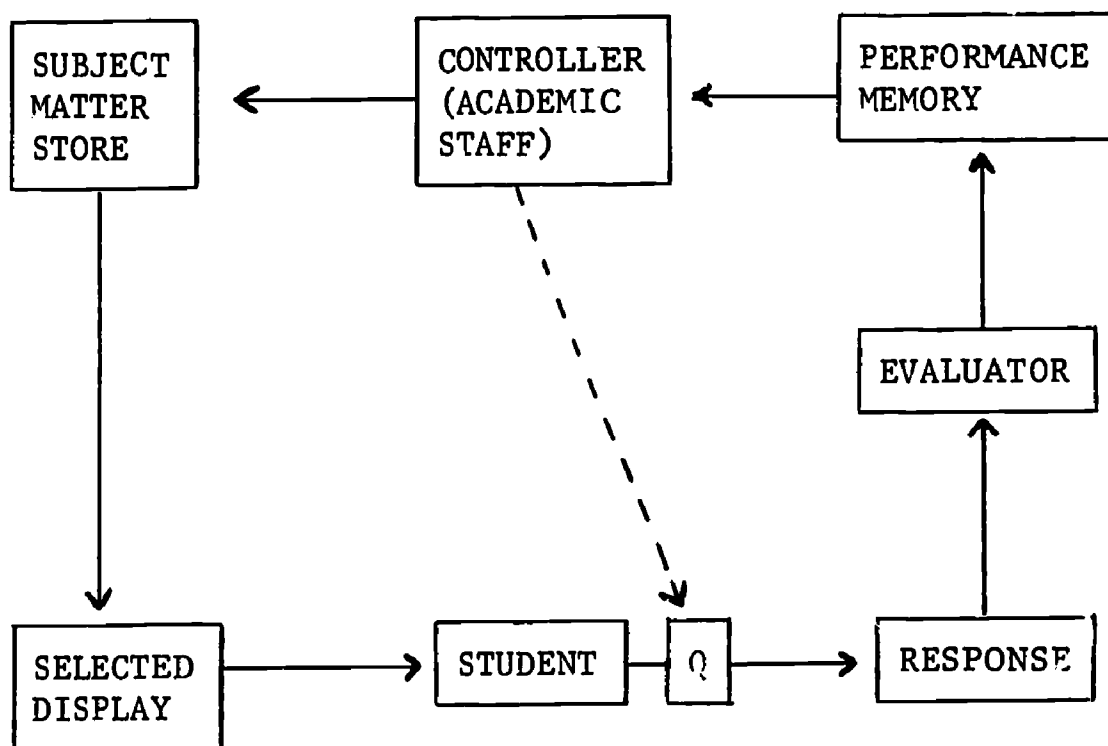 SUBJECT
MATTER
STORE
CONTROLLER
(ACADEMIC
STAFF)
PERFORMANCE
MEMORY
EVALUATOR
SELECTED
DISPLAY
STUDENT
Q
RESPONSE